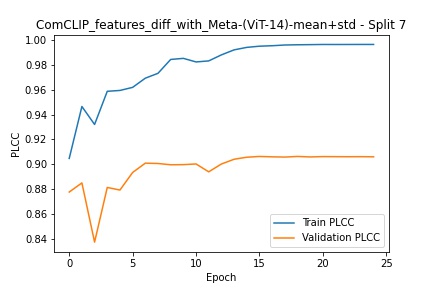 ComCLIP_features_diff_with_Meta-(ViT-14)-mean+std - Split 7
1.00
0.98
0.96
0.94
0.92
0.90
0.88
0.86
0.84
PLCC
Train PLCC
Validation PLCC
0 5 10 15 20 25
Epoch